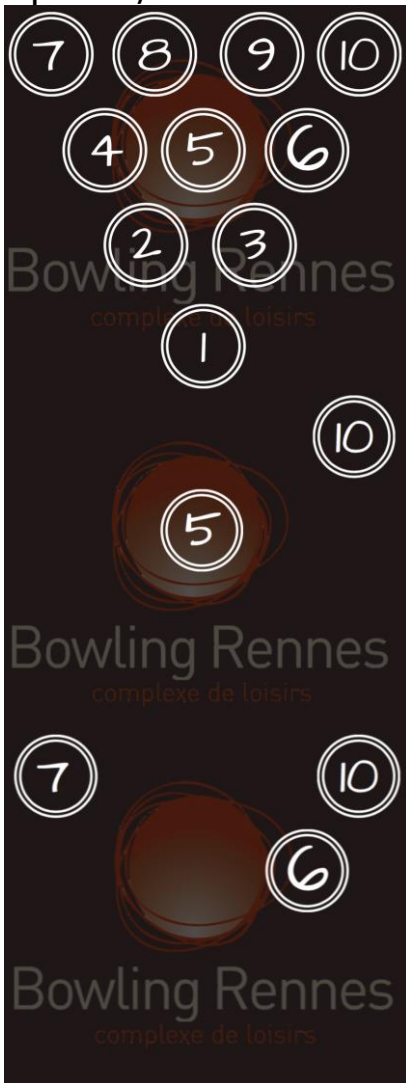 7 8 9 10
4 5 6
2 3
Bowling Rennes
complexe de loisirs
1
10
5
Bowling Rennes
complexe de loisirs
7 10
6
Bowling Rennes
complexe de loisirs